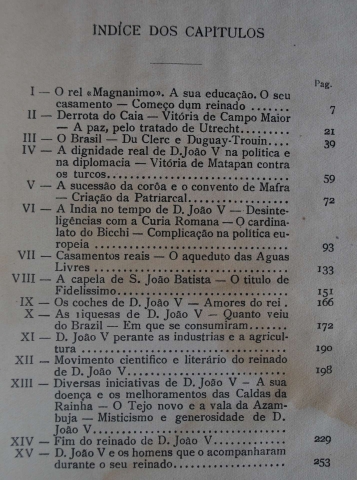 INDÍCE DOS CAPITULOS
Pag.
I — O rei «Magnanimo». A sua educação. O seu
casamento — Começo dum reinado ....... 7
II — Derrota do Caia — Vitória de Campo Maior
— A paz, pelo tratado de Utrecht......... 21
III — O Brasil — Du Clerc e Duguay-Trouin.... 39
IV — A dignidade real de D. João V na politica e
na diplomacia — Vitória de Matapan contra
os turcos............................. 59
V — A sucessão da corôa e o convento de Mafra
— Criação da Patriarcal................ 72
VI — A India no tempo de D. João V — Desinte-
ligências com a Curia Romana — O cardina-
lato do Bicchi — Complicação na politica eu-
ropeia ............................... 93
VII — Casamentos reais — O aqueduto das Aguas
Livres ............................... 133
VIII — A capela de S. João Batista — O titulo de
Fidelissimo........................... 151
IX — Os coches de D. João V — Amores do rei . 166
X — As riquesas de D. João V — Quanto veiu
do Brazil — Em que se consumiram...... 172
XI — D. João V perante as industrias e a agricul-
tura ................................. 190
XII — Movimento cientifico e literário do reinado
de D. João V......................... 198
XIII — Diversas iniciativas de D. João V — A sua
doença e os melhoramentos das Caldas da
Rainha — O Tejo novo e a vala da Azam-
buja — Misticismo e generosidade de D.
João V...............................
XIV — Fim do reinado de D. João V............. 229
XV — D. João V e os homens que o acompanharam
durante o seu reinado................. 253